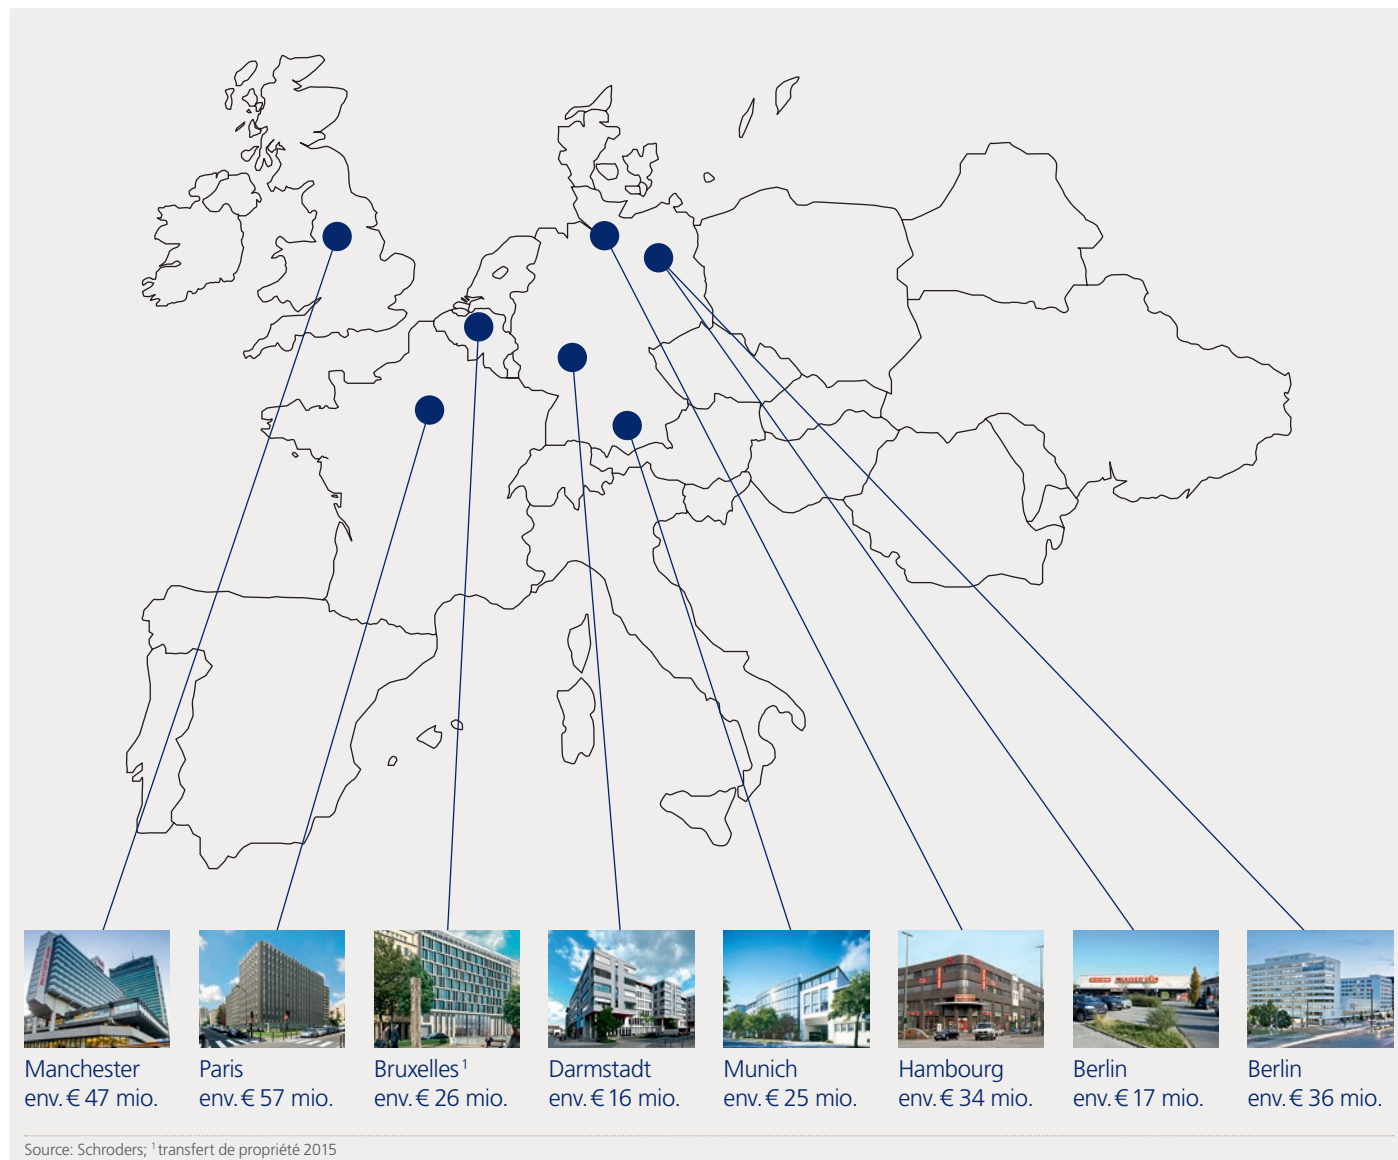 Manchester
env. € 47 mio.
Paris
env. € 57 mio.
Bruxelles ¹
env. € 26 mio.
Darmstadt
env. € 16 mio.
Munich
env. € 25 mio.
Hambourg
env. € 34 mio.
Berlin
env. € 17 mio.
Berlin
env. € 36 mio.
Source: Schroders; ¹ transfert de propriété 2015